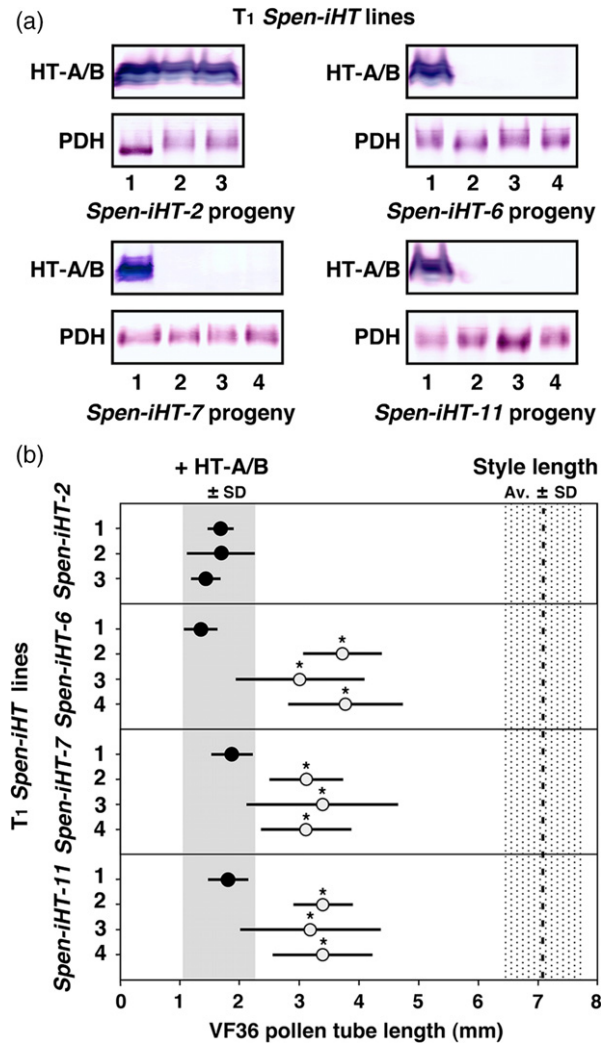 (a)
T1 Spen-iHT lines
HT-A/B
PDH
1 2 3
Spen-iHT-2 progeny
HT-A/B
PDH
1 2 3 4
Spen-iHT-6 progeny
HT-A/B
PDH
1 2 3 4
Spen-iHT-7 progeny
HT-A/B
PDH
1 2 3 4
Spen-iHT-11 progeny
(b)
+ HT-A/B
± SD
Style length
Av. ± SD
T1 Spen-iHT lines
Spen-iHT-2
1
2
3
Spen-iHT-6
1
2 *
3 *
4 *
Spen-iHT-7
1
2 *
3 *
4 *
Spen-iHT-11
1
2 *
3 *
4 *
0 1 2 3 4 5 6 7 8
VF36 pollen tube length (mm)